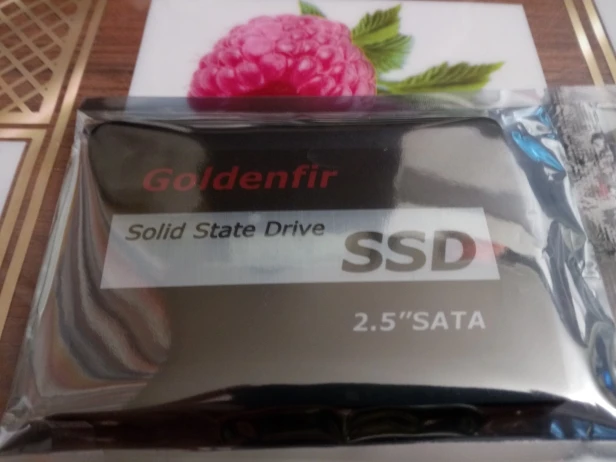 Goldenfir
Solid State Drive
SSD
2.5"SATA